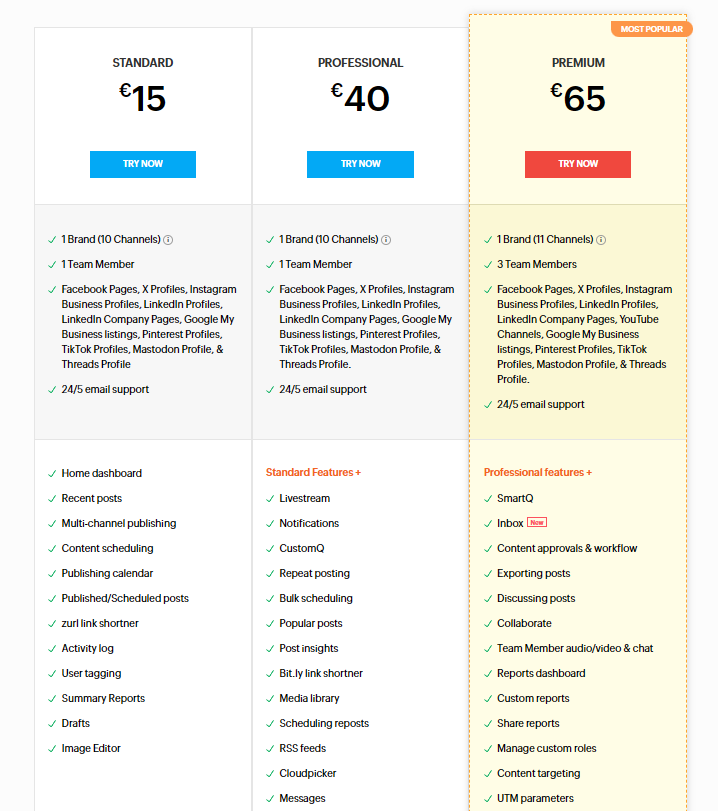 MOST POPULAR
STANDARD
€15
TRY NOW
1 Brand (10 Channels)
1 Team Member
Facebook Pages, X Profiles, Instagram
Business Profiles, LinkedIn Profiles,
LinkedIn Company Pages, Google My
Business listings, Pinterest Profiles,
TikTok Profiles, Mastodon Profile, &
Threads Profile
24/5 email support
Home dashboard
Recent posts
Multi-channel publishing
Content scheduling
Publishing calendar
Published/Scheduled posts
zurl link shortner
Activity log
User tagging
Summary Reports
Drafts
Image Editor
PROFESSIONAL
€40
TRY NOW
1 Brand (10 Channels)
1 Team Member
Facebook Pages, X Profiles, Instagram
Business Profiles, LinkedIn Profiles,
LinkedIn Company Pages, Google My
Business listings, Pinterest Profiles,
TikTok Profiles, Mastodon Profile, &
Threads Profile.
24/5 email support
Standard Features +
Livestream
Notifications
CustomQ
Repeat posting
Bulk scheduling
Popular posts
Post insights
Bit.ly link shortner
Media library
Scheduling reposts
RSS feeds
Cloudpicker
Messages
PREMIUM
€65
TRY NOW
1 Brand (11 Channels)
3 Team Members
Facebook Pages, X Profiles, Instagram
Business Profiles, LinkedIn Profiles,
LinkedIn Company Pages, YouTube
Channels, Google My Business
listings, Pinterest Profiles, TikTok
Profiles, Mastodon Profile, & Threads
Profile.
24/5 email support
Professional features +
SmartQ
Inbox New
Content approvals & workflow
Exporting posts
Discussing posts
Collaborate
Team Member audio/video & chat
Reports dashboard
Custom reports
Share reports
Manage custom roles
Content targeting
UTM parameters